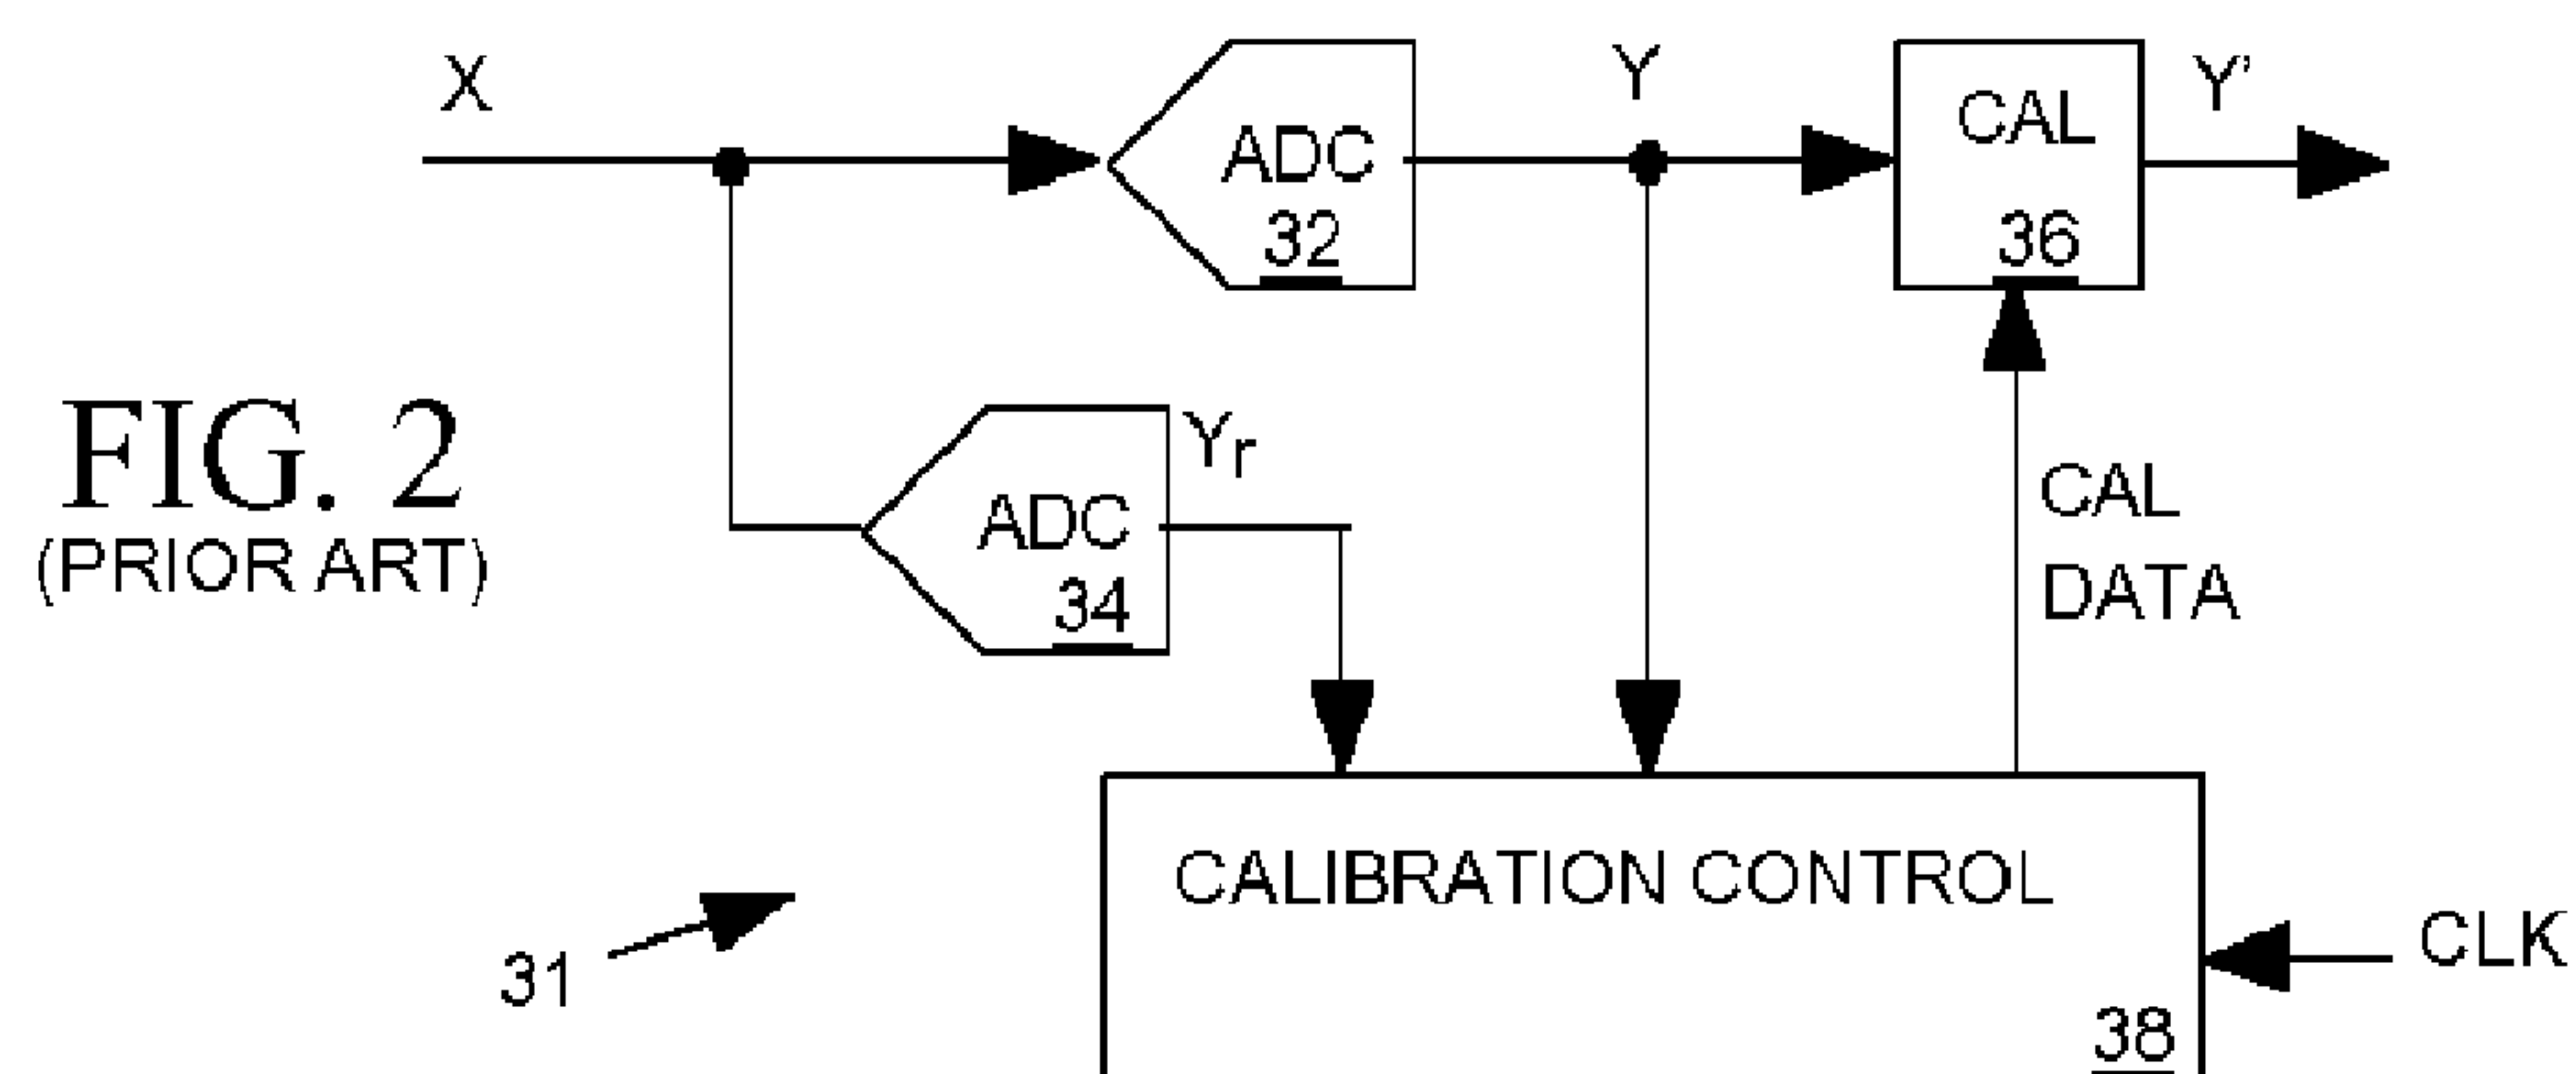 X
ADC
32
Y
CAL
36
Y'
FIG. 2
(PRIOR ART)
ADC
34
Yr
CAL
DATA
CALIBRATION CONTROL
38
CLK
31